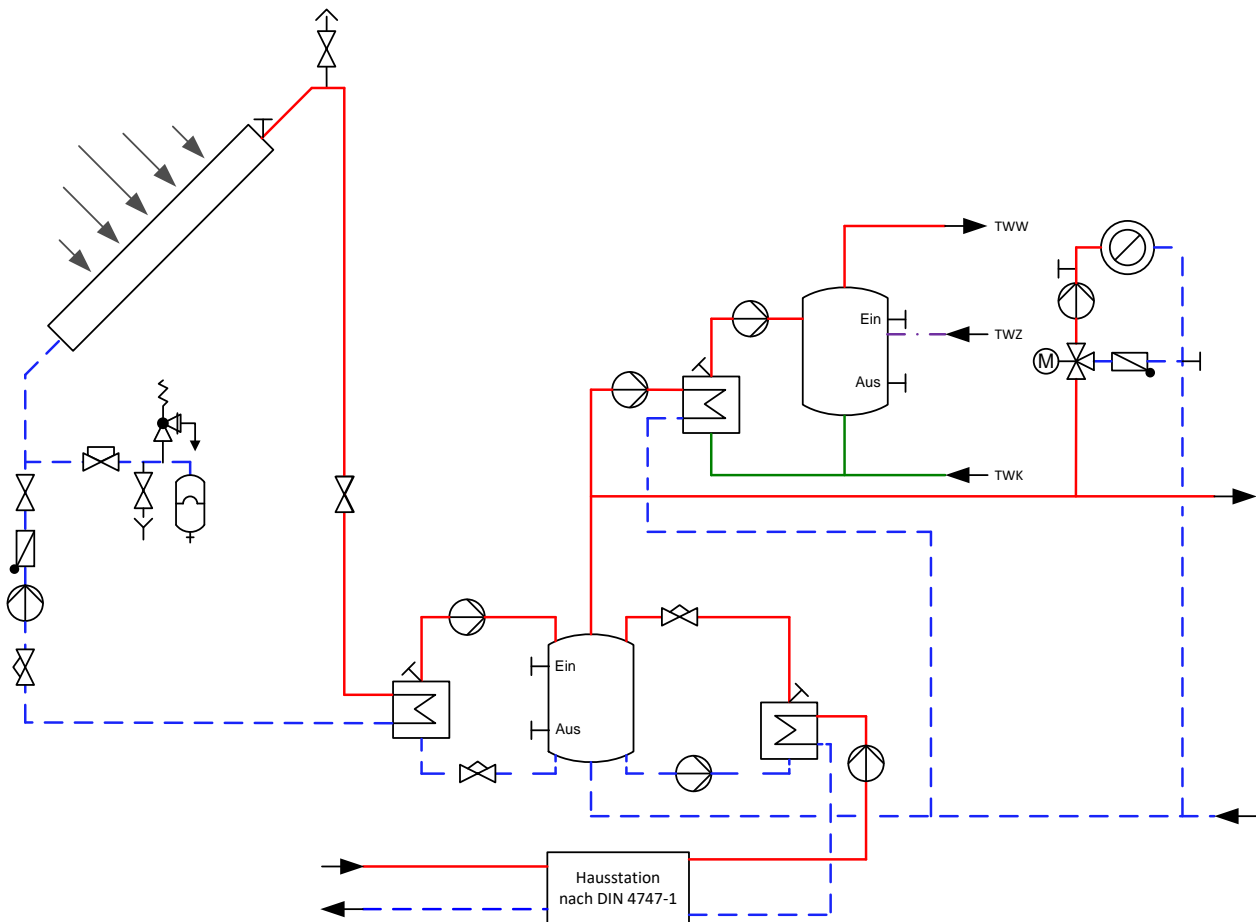 TWW
Ein
TWZ
M
Aus
TWK
Ein
Aus
Hausstation
nach DIN 4747-1